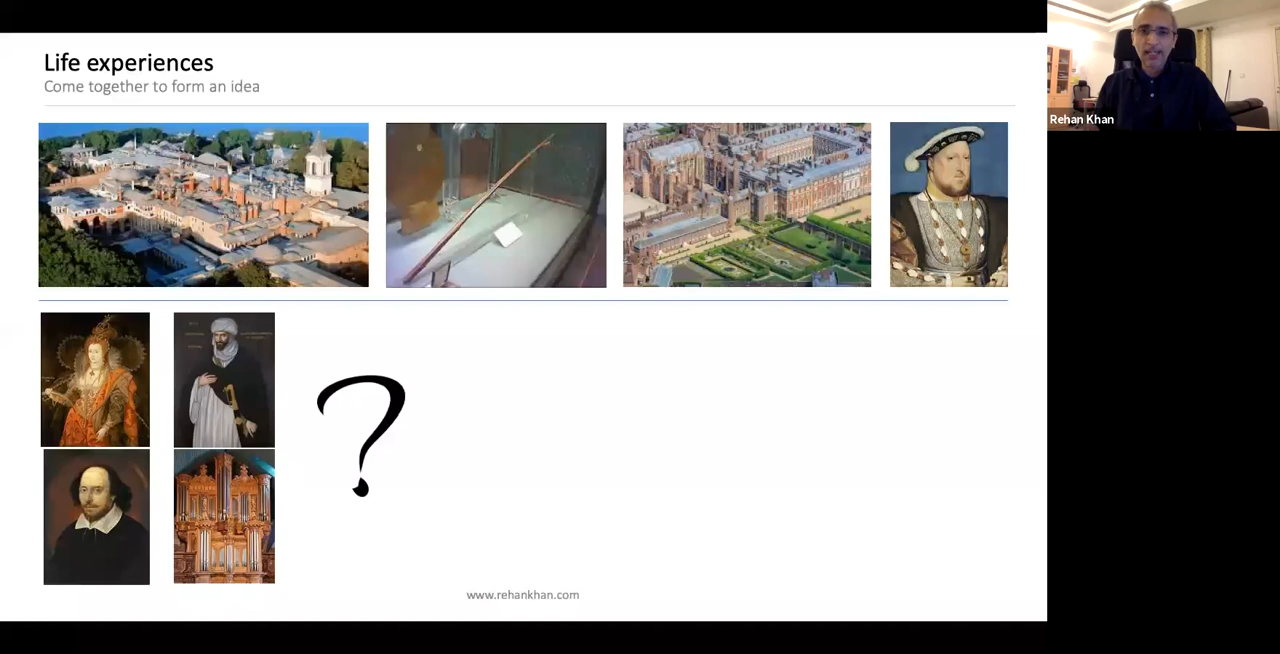 Life experiences
Come together to form an idea
Rehan Khan
www.rehankhan.com